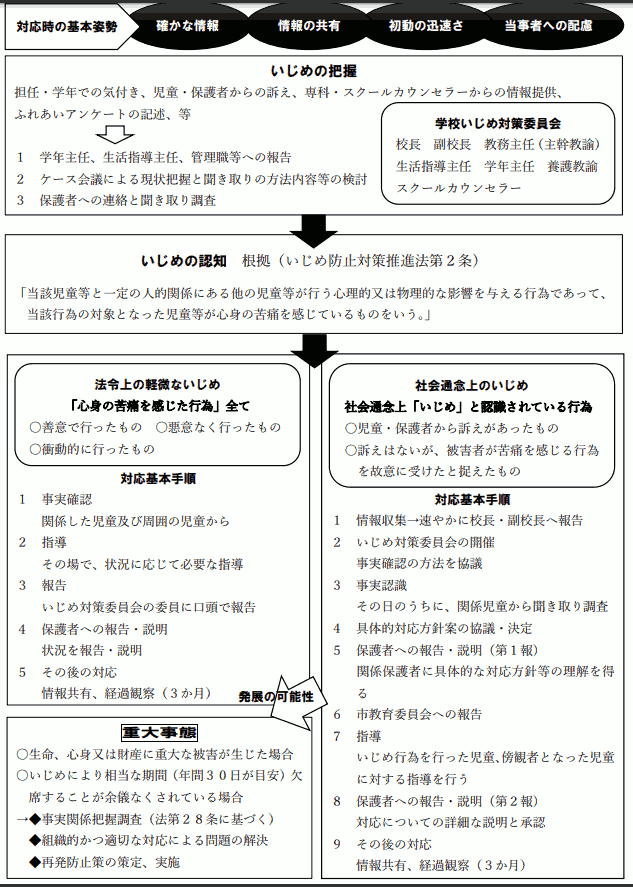 対応時の基本姿勢
確かな情報
情報の共有
初動の迅速さ
当事者への配慮
いじめの把握
担任・学年での気付き、児童・保護者からの訴え、専科・スクールカウンセラーからの情報提供、
ふれあいアンケートの記述、等
1 学年主任、生活指導主任、管理職等への報告
2 ケース会議による現状把握と聞き取りの方法内容等の検討
3 保護者への連絡と聞き取り調査
学校いじめ対策委員会
校長 副校長 教務主任(主幹教諭)
生活指導主任 学年主任 養護教諭
スクールカウンセラー
いじめの認知 根拠(いじめ防止対策推進法第2条)
「当該児童等と一定の人的関係にある他の児童等が行う心理的又は物理的な影響を与える行為であって、
当該行為の対象となった児童等が心身の苦痛を感じているものをいう。」
法令上の軽微ないじめ
「心身の苦痛を感じた行為」全て
○善意で行ったもの ○悪意なく行ったもの
○衝動的に行ったもの
対応基本手順
1 事実確認
関係した児童及び周囲の児童から
2 指導
その場で、状況に応じて必要な指導
3 報告
いじめ対策委員会の委員に口頭で報告
4 保護者への報告・説明
状況を報告・説明
5 その後の対応
情報共有、経過観察(3か月)
社会通念上のいじめ
社会通念上「いじめ」と認識されている行為
○児童・保護者から訴えがあったもの
○訴えはないが、被害者が苦痛を感じる行為
を故意に受けたと捉えたもの
対応基本手順
1 情報収集→速やかに校長・副校長へ報告
2 いじめ対策委員会の開催
事実確認の方法を協議
3 事実認識
その日のうちに、関係児童から聞き取り調査
4 具体的対応方針案の協議・決定
5 保護者への報告・説明(第1報)
関係保護者に具体的な対応方針等の理解を得
る
6 市教育委員会への報告
7 指導
いじめ行為を行った児童、傍観者となった児童
に対する指導を行う
8 保護者への報告・説明(第2報)
対応についての詳細な説明と承認
9 その後の対応
情報共有、経過観察(3か月)
発展の可能性
重大事態
○生命、心身又は財産に重大な被害が生じた場合
○いじめにより相当な期間(年間30日が目安)欠
席することが余儀なくされている場合
→◆事実関係把握調査(法第28条に基づく)
◆組織的かつ適切な対応による問題の解決
◆再発防止策の策定、実施